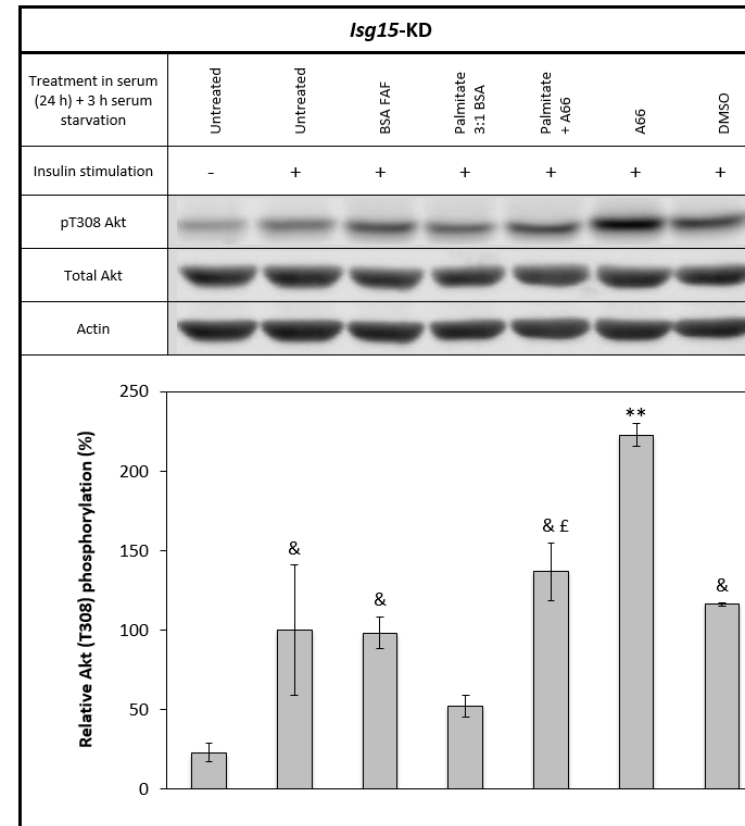 Isg15-KD
Treatment in serum
(24 h) + 3 h serum
starvation
Untreated
Untreated
BSA FAF
Palmitate
3:1 BSA
Palmitate
+ A66
A66
DMSO
Insulin stimulation
- + + + + + +
pT308 Akt
Total Akt
Actin
Relative Akt (T308) phosphorylation (%)
250
200
150
100
50
0
&
&
& £
**
&